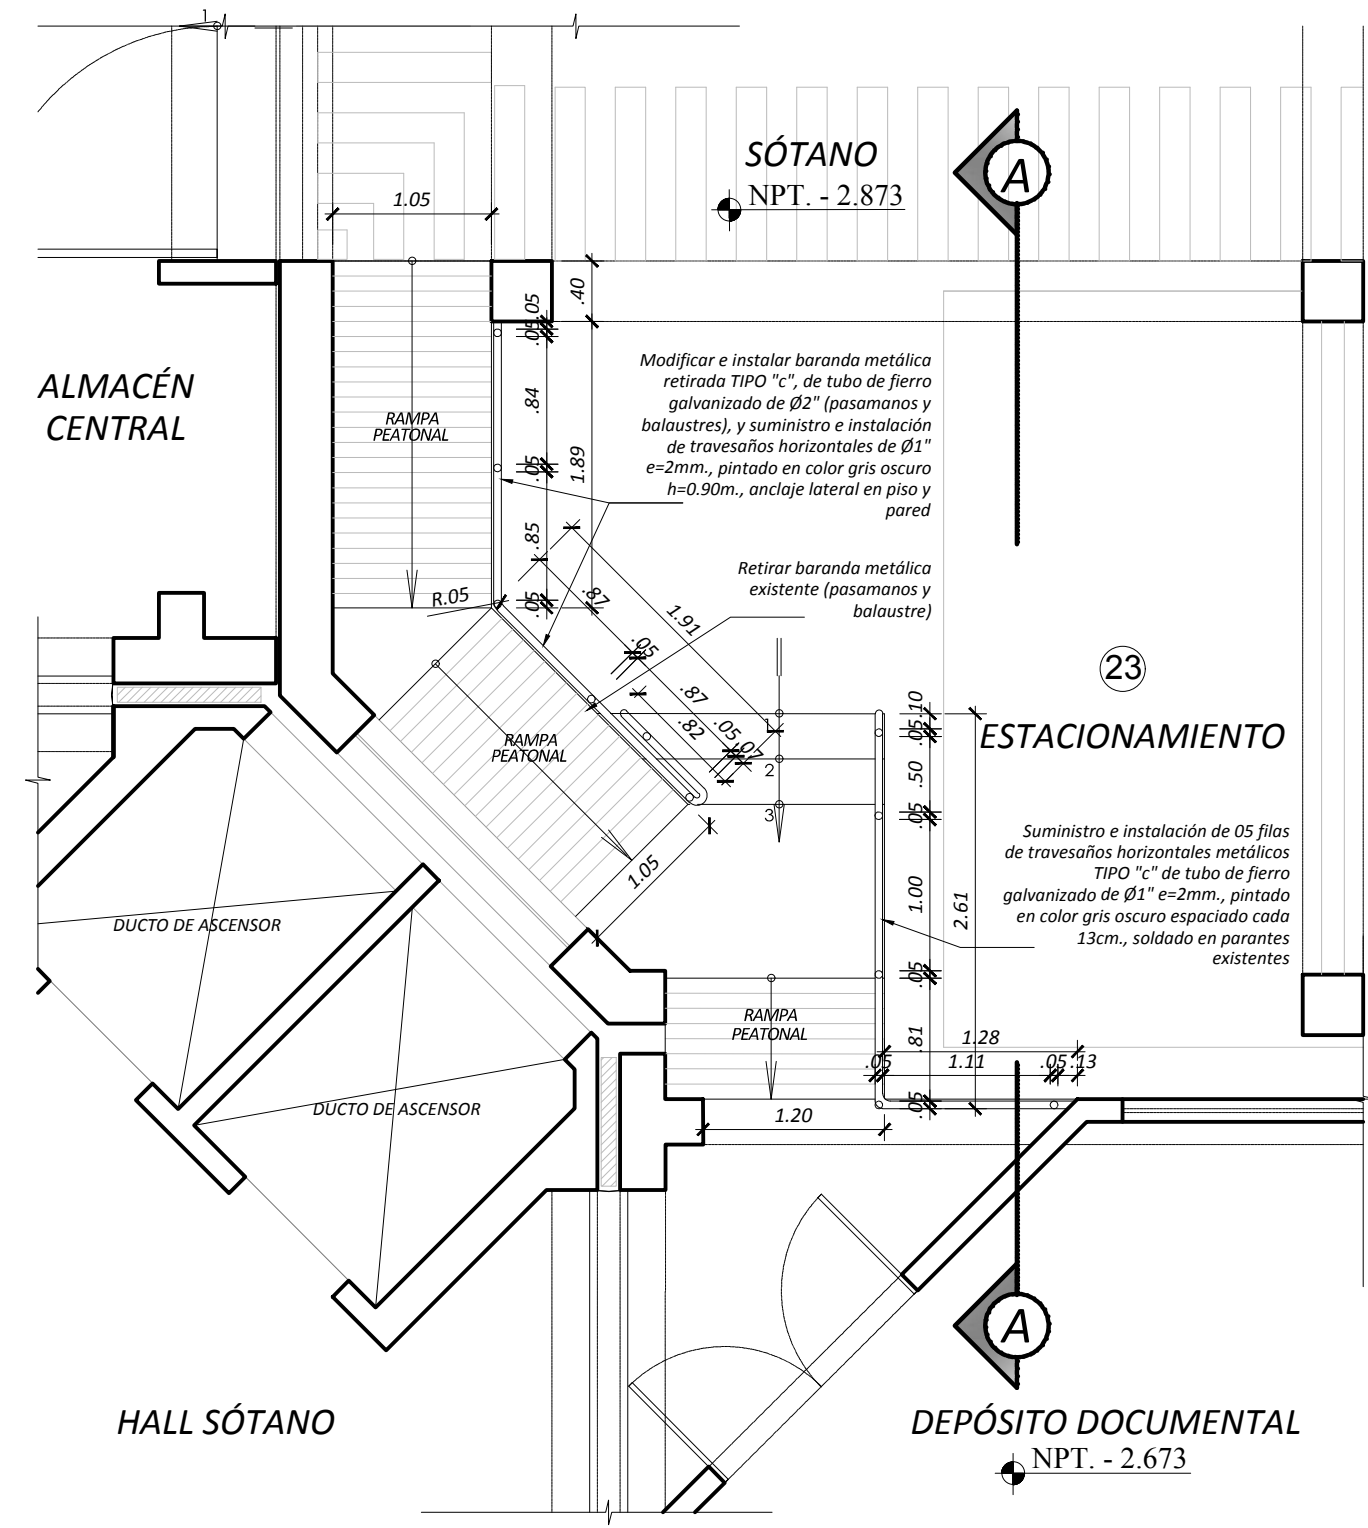 1
SÓTANO
NPT. - 2.873
A
1.05
.40
.05
.05
ALMACÉN
CENTRAL
RAMPA
PEATONAL
.84
.05
1.89
.85
.05
R.05
Modificar e instalar baranda metálica
retirada TIPO "c", de tubo de fierro
galvanizado de Ø2" (pasamanos y
balaustres), y suministro e instalación
de travesaños horizontales de Ø1"
e=2mm., pintado en color gris oscuro
h=0.90m., anclaje lateral en piso y
pared
Retirar baranda metálica
existente (pasamanos y
balaustre)
.87
1.91
.05
.87
.82
.05
.07
1
2
3
RAMPA
PEATONAL
1.05
23
ESTACIONAMIENTO
.10
.05
.50
.05
1.00
2.61
.05
.81
.05
Suministro e instalación de 05 filas
de travesaños horizontales metálicos
TIPO "c" de tubo de fierro
galvanizado de Ø1" e=2mm., pintado
en color gris oscuro espaciado cada
13cm., soldado en parantes
existentes
DUCTO DE ASCENSOR
RAMPA
PEATONAL
1.28
.05
1.11
.05
.13
DUCTO DE ASCENSOR
1.20
A
HALL SÓTANO
DEPÓSITO DOCUMENTAL
NPT. - 2.673